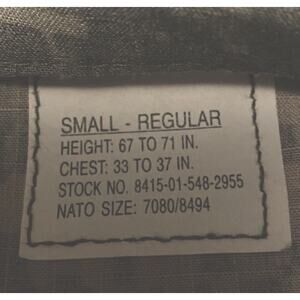 SMALL - REGULAR
HEIGHT: 67 TO 71 IN.
CHEST: 33 TO 37 IN.
STOCK NO. 8415-01-548-2955
NATO SIZE: 7080/8494